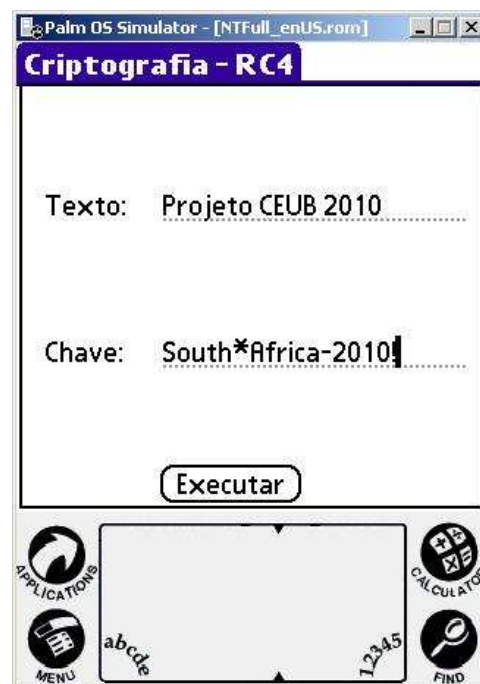 Palm OS Simulator - [NTFull_enUS.rom]
Criptografia - RC4
Texto: Projeto CEUB 2010
Chave: South*Africa-2010!
Executar
APPLICATIONS
CALCULATOR
abcde
12345
MENU
FIND